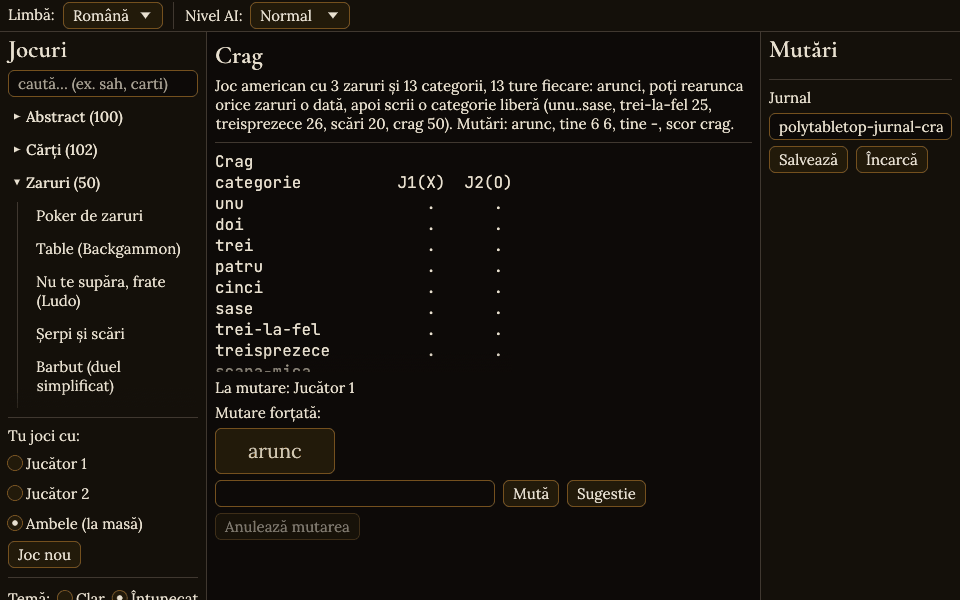 Limbă: Română ▼ Nivel AI: Normal ▼
Jocuri
caută... (ex. sah, carti)
▸ Abstract (100)
▸ Cărți (102)
▾ Zaruri (50)
Poker de zaruri
Table (Backgammon)
Nu te supăra, frate
(Ludo)
Șerpi și scări
Barbut (duel
simplificat)
Tu joci cu:
Jucător 1
Jucător 2
Ambele (la masă)
Joc nou
Temă: Clar Întunecat
Crag
Joc american cu 3 zaruri și 13 categorii, 13 ture fiecare: arunci, poți rearunca
orice zaruri o dată, apoi scrii o categorie liberă (unu..sase, trei-la-fel 25,
treisprezece 26, scări 20, crag 50). Mutări: arunc, tine 6 6, tine -, scor crag.
Crag
categorie J1(X) J2(O)
unu . .
doi . .
trei . .
patru . .
cinci . .
sase . .
trei-la-fel . .
treisprezece . .
scara-mica
La mutare: Jucător 1
Mutare forțată:
arunc
Mută Sugestie
Anulează mutarea
Mutări
Jurnal
polytabletop-jurnal-cra
Salvează Încarcă